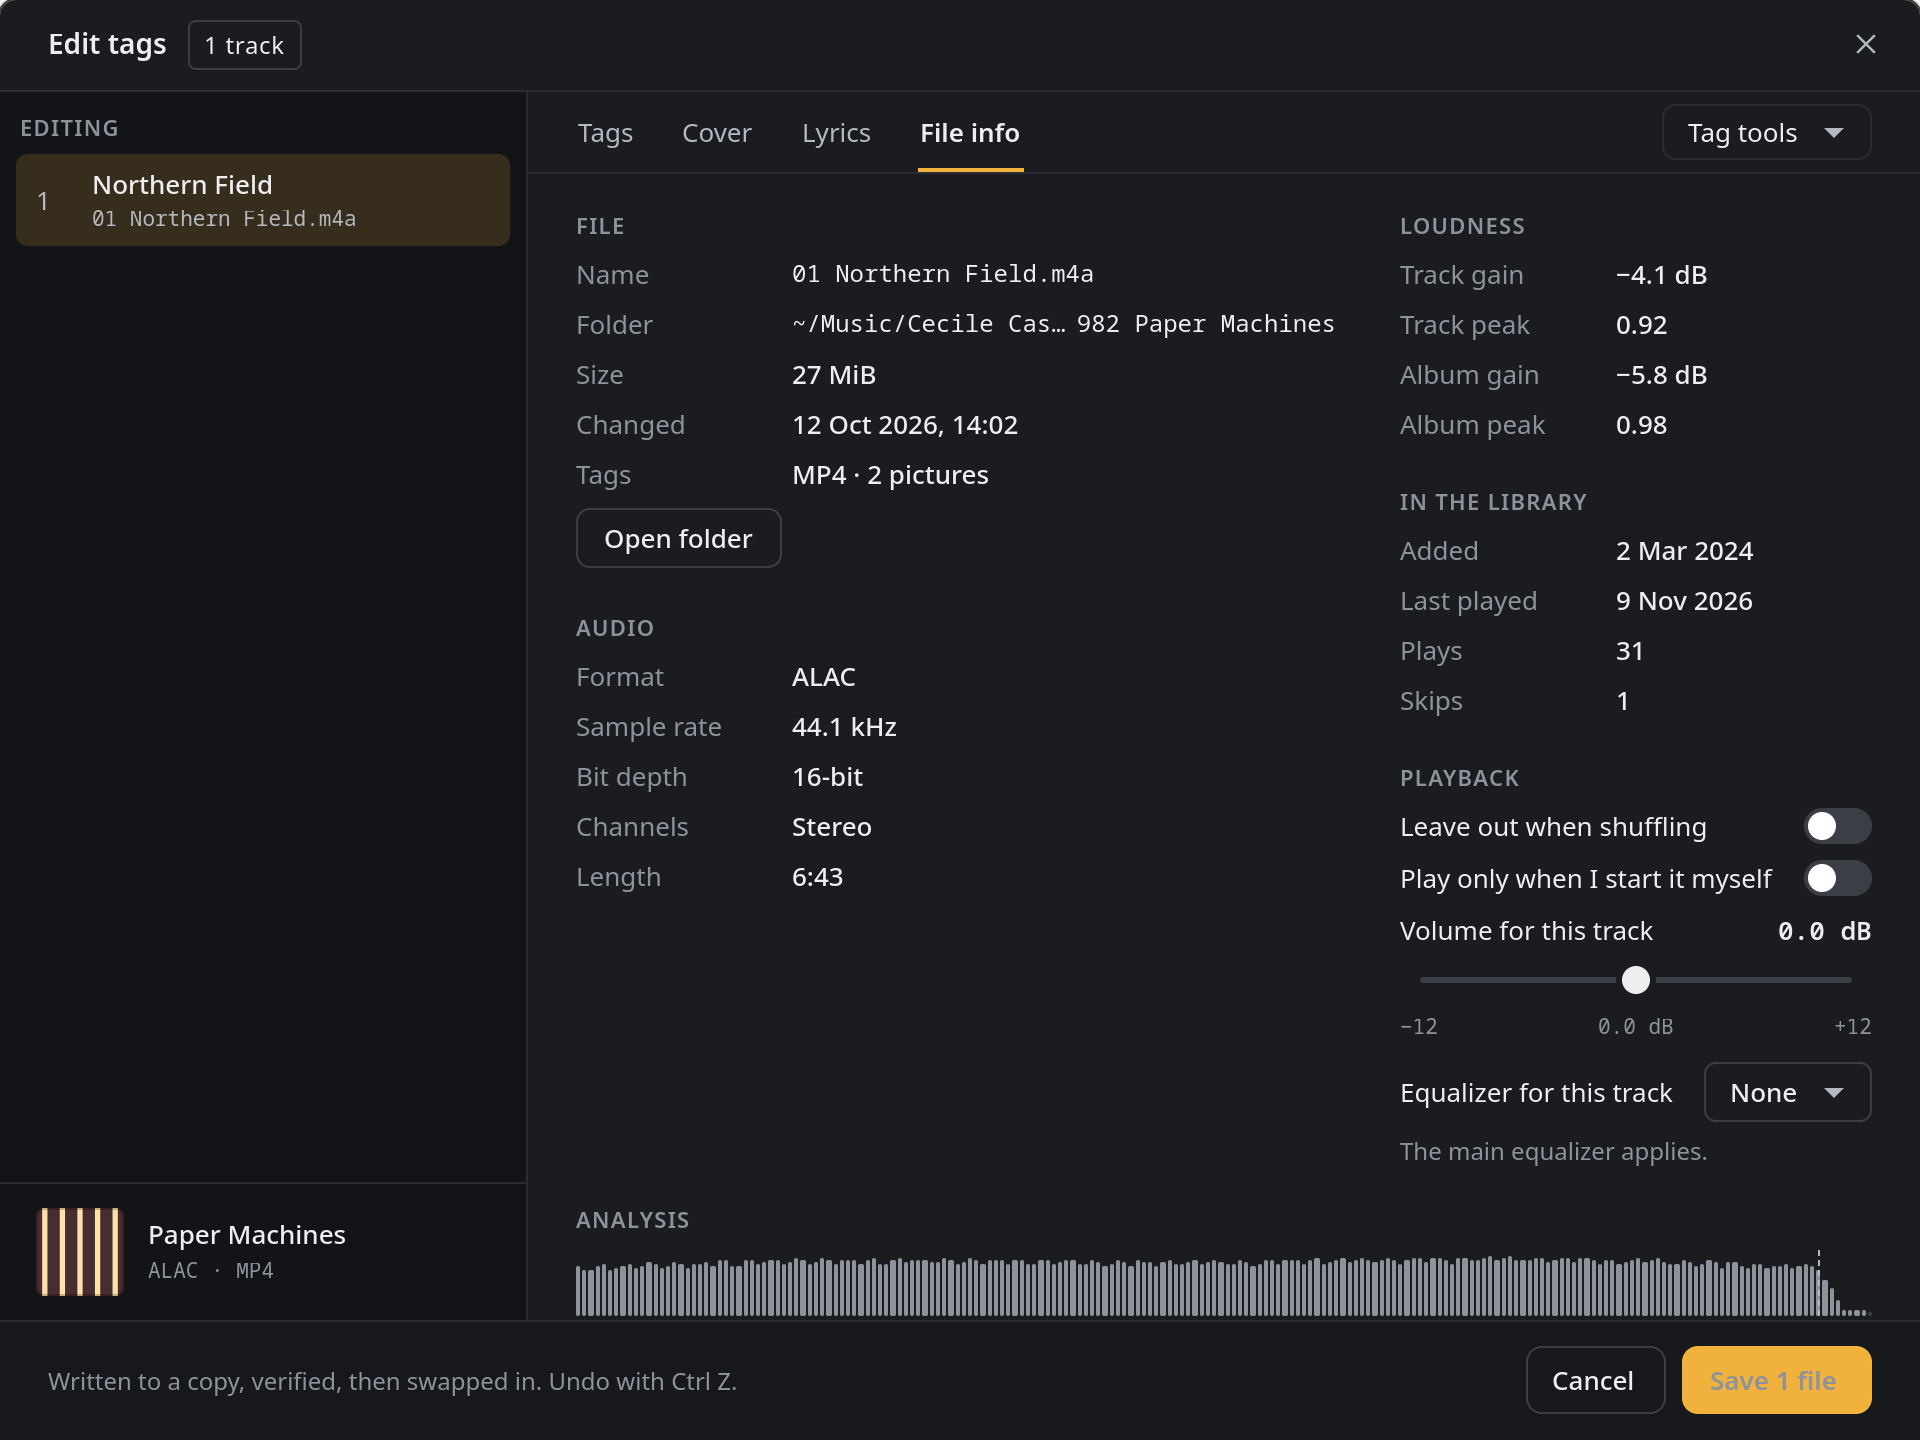 Edit tags
1 track
EDITING
1
Northern Field
01 Northern Field.m4a
Paper Machines
ALAC · MP4
Tags
Cover
Lyrics
File info
Tag tools
FILE
Name
01 Northern Field.m4a
Folder
~/Music/Cecile Cas… 982 Paper Machines
Size
27 MiB
Changed
12 Oct 2026, 14:02
Tags
MP4 · 2 pictures
Open folder
AUDIO
Format
ALAC
Sample rate
44.1 kHz
Bit depth
16-bit
Channels
Stereo
Length
6:43
LOUDNESS
Track gain
−4.1 dB
Track peak
0.92
Album gain
−5.8 dB
Album peak
0.98
IN THE LIBRARY
Added
2 Mar 2024
Last played
9 Nov 2026
Plays
31
Skips
1
PLAYBACK
Leave out when shuffling
Play only when I start it myself
Volume for this track
0.0 dB
−12
0.0 dB
+12
Equalizer for this track
None
The main equalizer applies.
ANALYSIS
Written to a copy, verified, then swapped in. Undo with Ctrl Z.
Cancel
Save 1 file